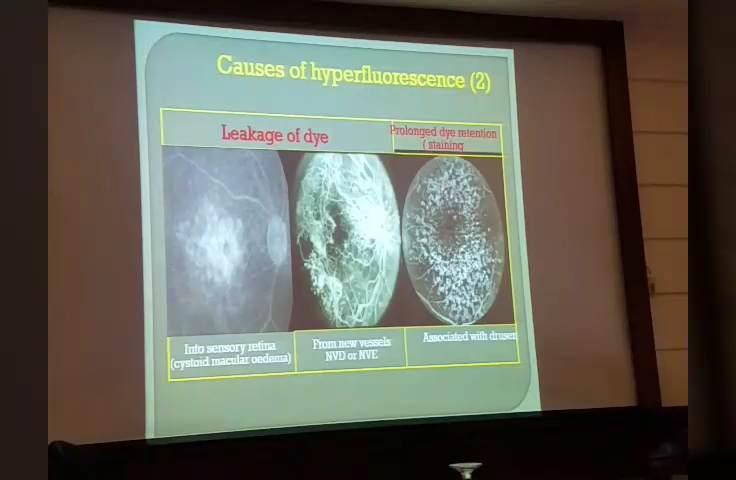 Causes of hyperfluorescence (2)
Leakage of dye
Prolonged dye retention
( staining
Into sensory retina
(cystoid macular oedema)
From new vessels
NVD or NVE
Associated with drusen